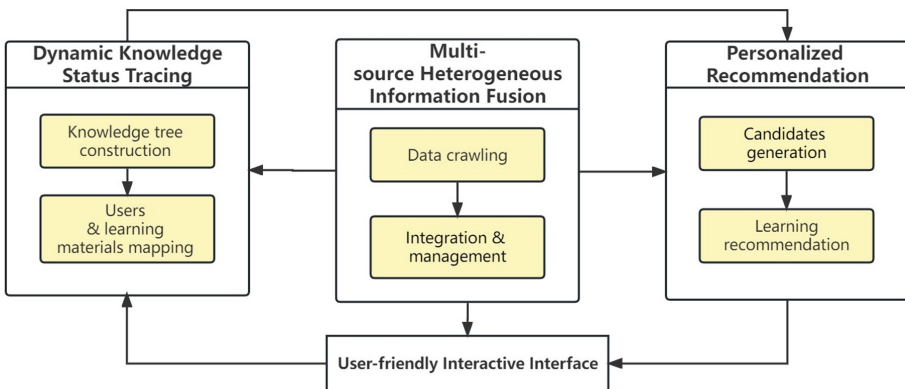 Dynamic Knowledge
Status Tracing
Knowledge tree
construction
Users
& learning
materials mapping
Multi-
source Heterogeneous
Information Fusion
Data crawling
Integration &
management
Personalized
Recommendation
Candidates
generation
Learning
recommendation
User-friendly Interactive Interface